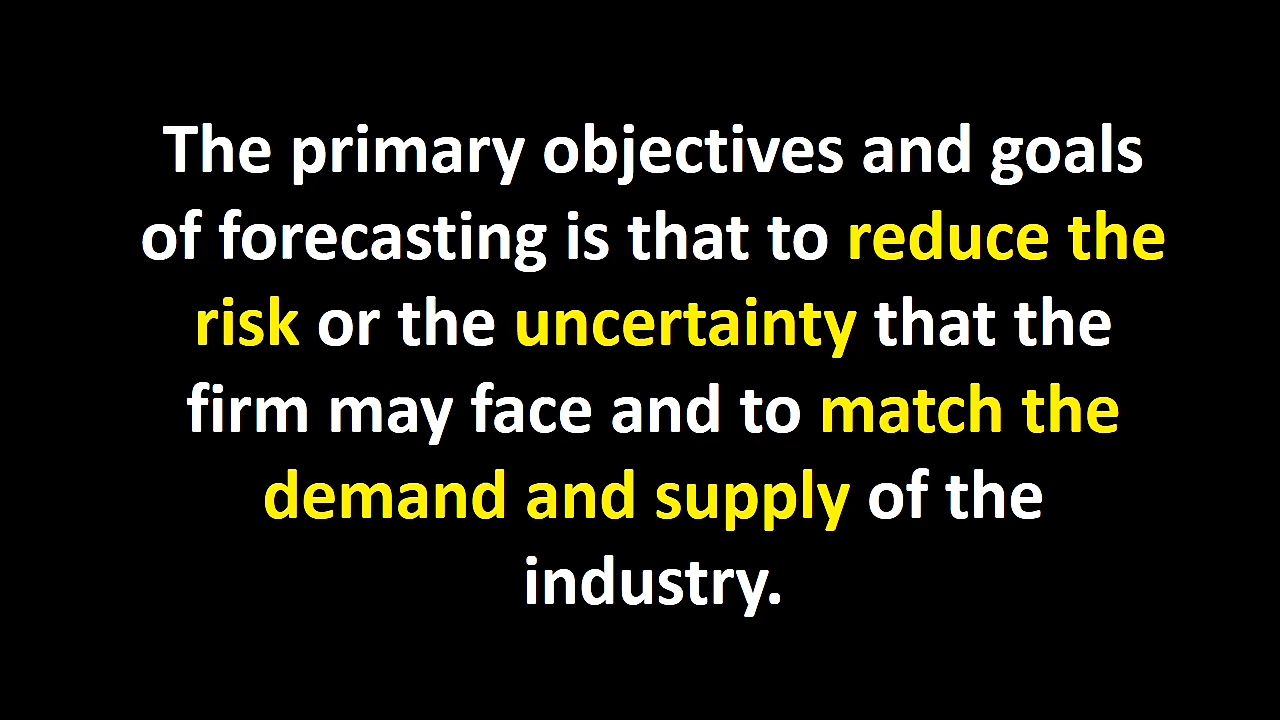 The primary objectives and goals
of forecasting is that to reduce the
risk or the uncertainty that the
firm may face and to match the
demand and supply of the
industry.